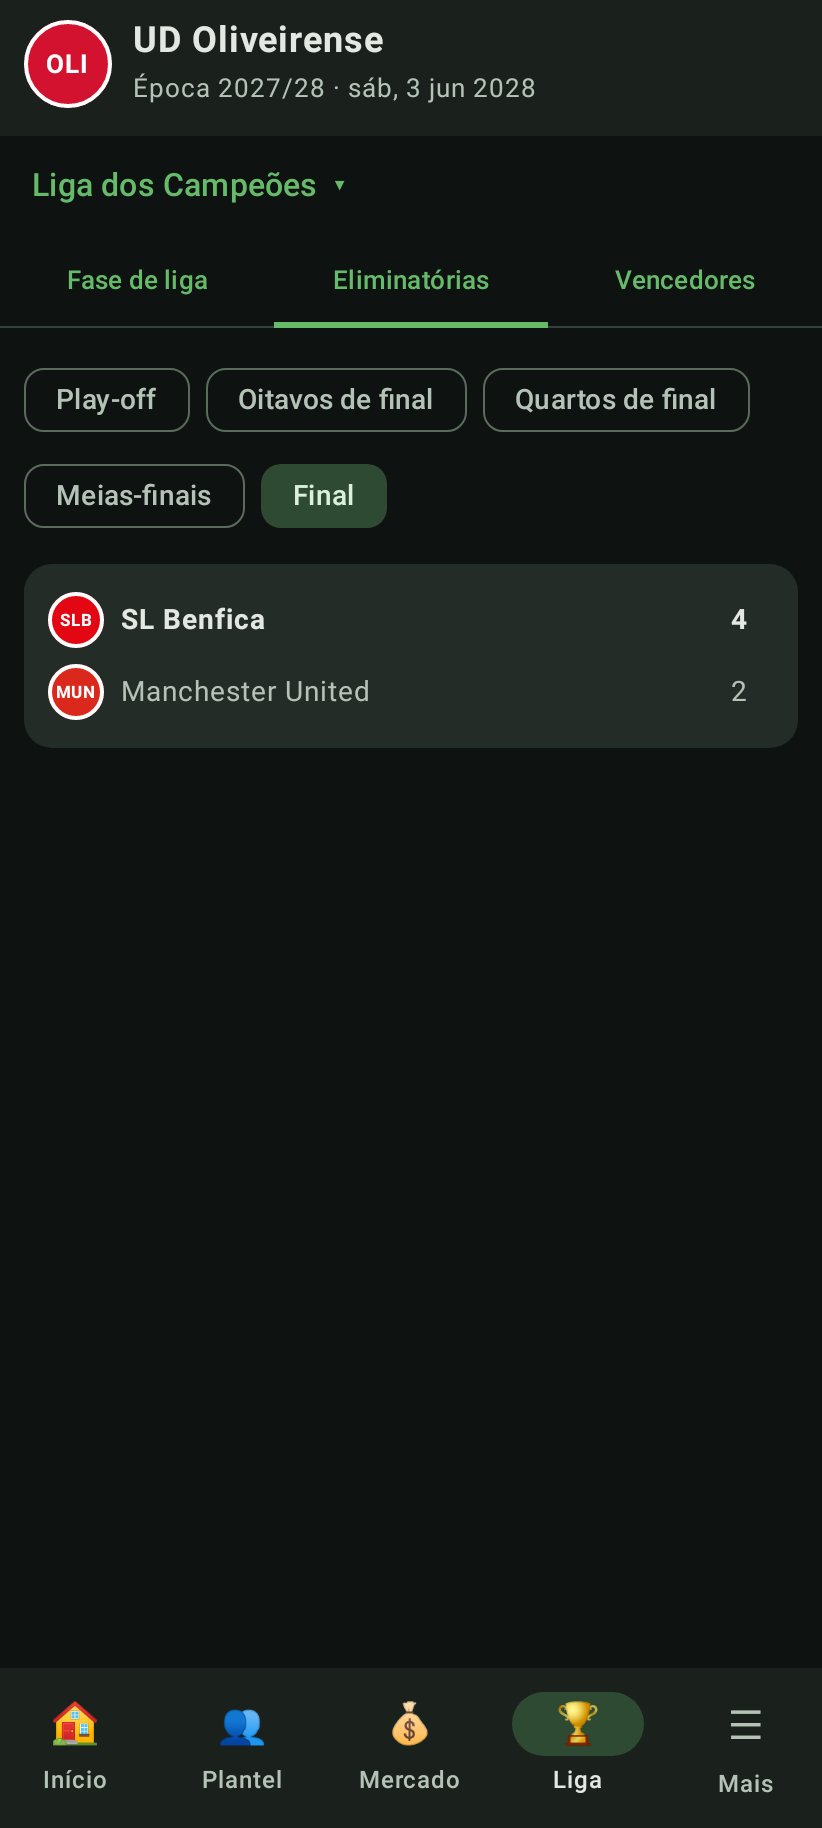 OLI
UD Oliveirense
Época 2027/28 · sáb, 3 jun 2028
Liga dos Campeões ▾
Fase de liga
Eliminatórias
Vencedores
Play-off
Oitavos de final
Quartos de final
Meias-finais
Final
SLB SL Benfica 4
MUN Manchester United 2
Início
Plantel
Mercado
Liga
Mais